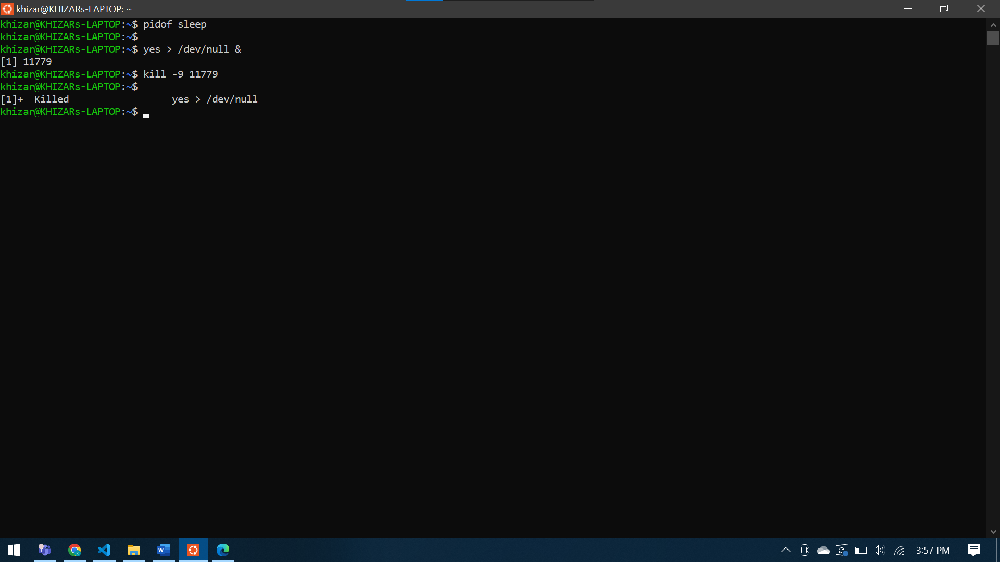 khizar@KHIZARs-LAPTOP: ~
khizar@KHIZARs-LAPTOP:~$ pidof sleep
khizar@KHIZARs-LAPTOP:~$
khizar@KHIZARs-LAPTOP:~$ yes > /dev/null &
[1] 11779
khizar@KHIZARs-LAPTOP:~$ kill -9 11779
khizar@KHIZARs-LAPTOP:~$
[1]+  Killed                  yes > /dev/null
khizar@KHIZARs-LAPTOP:~$
3:57 PM